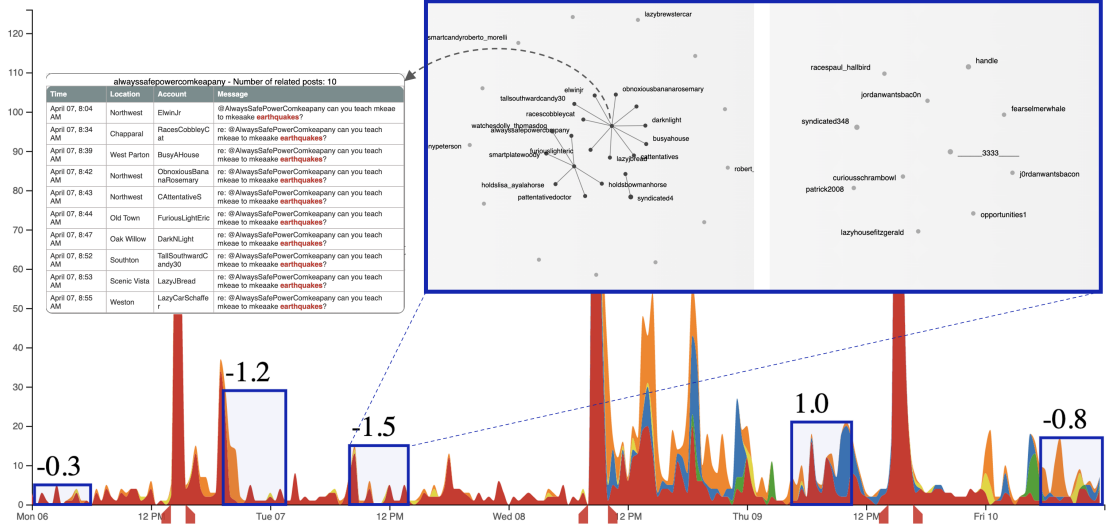 120
110
100
90
80
70
60
50
40
30
20
10
0
alwayssafepowercomkeapany - Number of related posts: 10
Time Location Account Message
April 07, 8:04 AM Northwest ElwinJr @AlwaysSafePowerComkeapany can you teach mkeae to mkeaake earthquakes?
April 07, 8:34 AM Chapparal RacesCobbleyCat re: @AlwaysSafePowerComkeapany can you teach mkeae to mkeaake earthquakes?
April 07, 8:39 AM West Parton BusyAHouse re: @AlwaysSafePowerComkeapany can you teach mkeae to mkeaake earthquakes?
April 07, 8:42 AM Northwest ObnoxiousBananaRosemary re: @AlwaysSafePowerComkeapany can you teach mkeae to mkeaake earthquakes?
April 07, 8:43 AM Northwest CAttentativeS re: @AlwaysSafePowerComkeapany can you teach mkeae to mkeaake earthquakes?
April 07, 8:44 AM Old Town FuriousLightEric re: @AlwaysSafePowerComkeapany can you teach mkeae to mkeaake earthquakes?
April 07, 8:47 AM Oak Willow DarkNLight re: @AlwaysSafePowerComkeapany can you teach mkeae to mkeaake earthquakes?
April 07, 8:52 AM Southton TallSouthwardCandy30 re: @AlwaysSafePowerComkeapany can you teach mkeae to mkeaake earthquakes?
April 07, 8:53 AM Scenic Vista LazyJBread re: @AlwaysSafePowerComkeapany can you teach mkeae to mkeaake earthquakes?
April 07, 8:55 AM Weston LazyCarSchaffer re: @AlwaysSafePowerComkeapany can you teach mkeae to mkeaake earthquakes?
lazybrewstercar
smartcandyroberto_morelli
elwinjr
obnoxiousbananarosemary
tallsouthwardcandy30
racescobbleycat
darknlight
watchesdolly_thomasdog
alwayssafepowercompany
busyahouse
nypeterson
furiouslighteric
smartplatewoody
lazyjbread
cattentatives
robert_
holdslisa_ayalahorse
holdsbowmanhorse
pattentativedoctor
syndicated4
handle
racespaul_hallbird
jordanwantsbac0n
fearselmerwhale
syndicated348
_____3333_____
curiousschrambowl
j0rdanwantsbacon
patrick2008
opportunities1
lazyhousefitzgerald
-0.3
-1.2
-1.5
1.0
-0.8
Mon 06
12 PM
Tue 07
12 PM
Wed 08
12 PM
Thu 09
12 PM
Fri 10